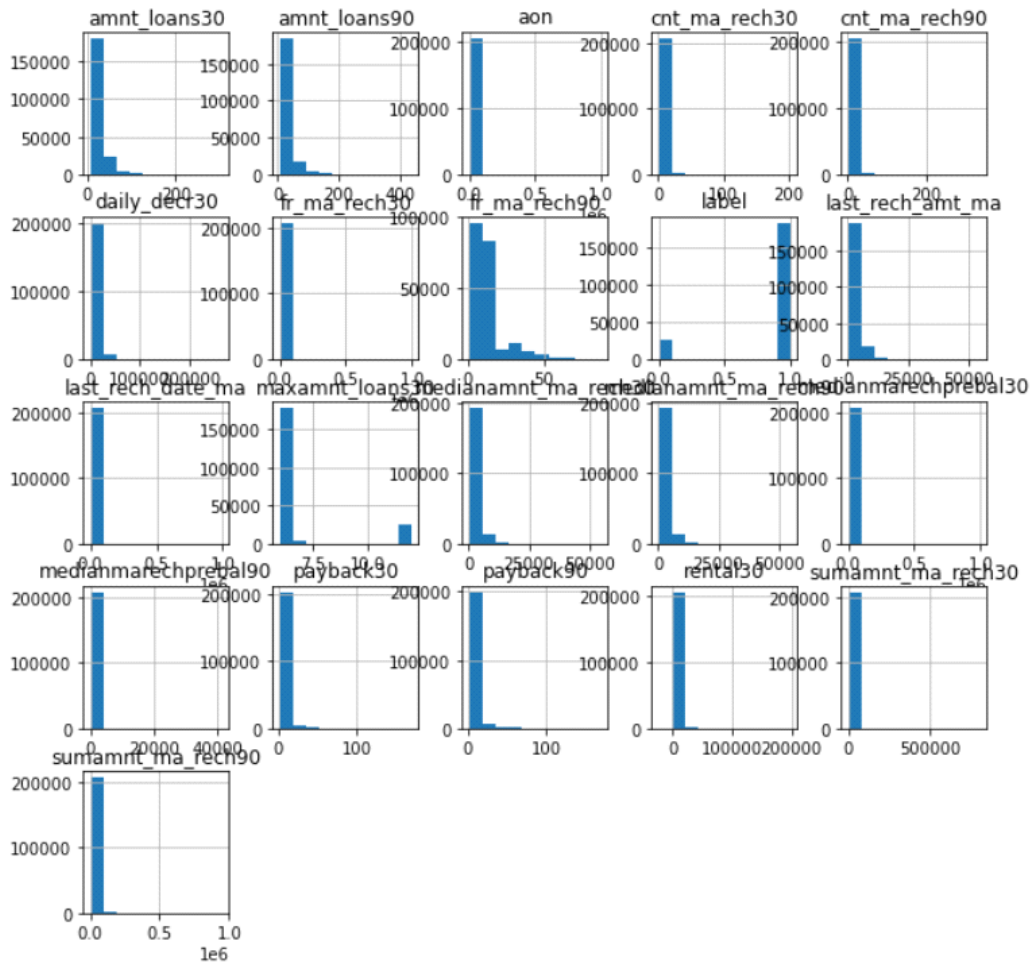 amnt_loans30 amnt_loans90 aon cnt_ma_rech30 cnt_ma_rech90
150000 150000 200000 200000 200000
100000 100000 100000 100000 100000
50000 50000
0 0 0 0 0
0 200 0 200 400 0.0 0.5 1.0 0 100 200 0 200
1e6
daily_decr30 fr_ma_rech30 fr_ma_rech90 label last_rech_amt_ma
200000 200000 100000 150000 150000
100000 100000 50000 100000 100000
50000 50000
0 0 0 0 0
0 100000 200000 0.0 0.5 1.0 0 50 0.0 0.5 1.0 0 25000 50000
last_rech_date_ma maxamnt_loans30 medianamnt_ma_rech30 medianamnt_ma_rech90 medianmarechprebal30
200000 150000 200000 200000 200000
100000 100000 100000 100000 100000
50000
0 0 0 0 0
0.0 0.5 1.0 7.5 10.0 0 25000 50000 0 25000 50000 0.0 0.5 1.0
1e6 1e6
medianmarechprebal90 payback30 payback90 rental30 sumamnt_ma_rech30
200000 200000 200000 200000 200000
100000 100000 100000 100000 100000
0 0 0 0 0
0 20000 40000 0 100 0 100 0 100000 200000 0 500000
sumamnt_ma_rech90
200000
100000
0
0.0 0.5 1.0
1e6